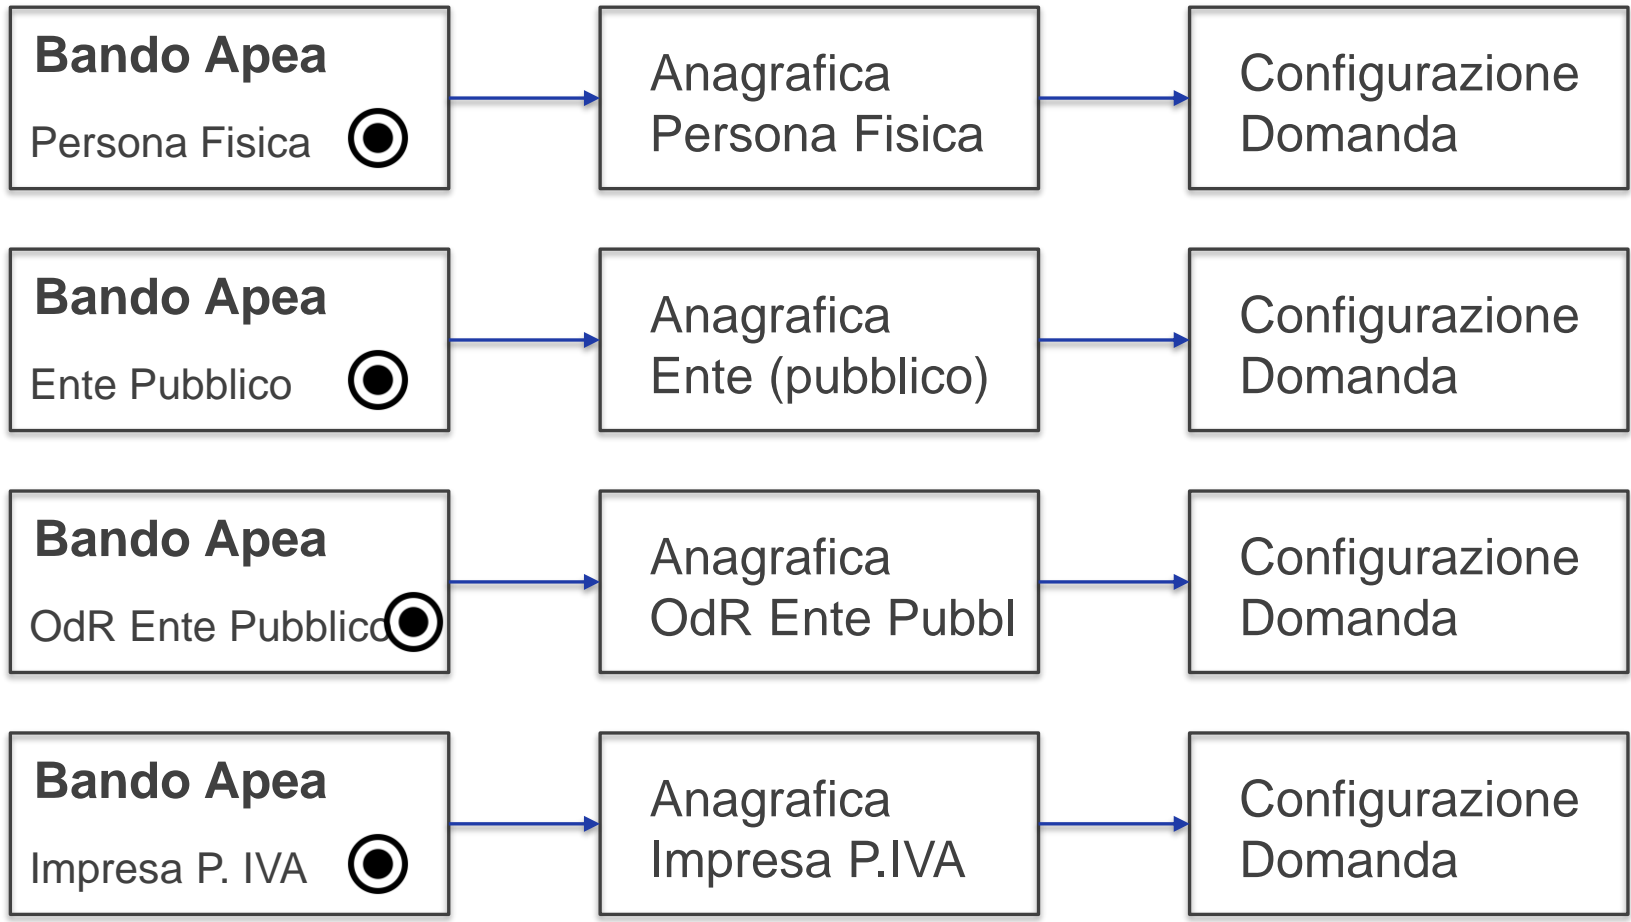 Bando Apea
Persona Fisica
Anagrafica
Persona Fisica
Configurazione
Domanda
Bando Apea
Ente Pubblico
Anagrafica
Ente (pubblico)
Configurazione
Domanda
Bando Apea
OdR Ente Pubblico
Anagrafica
OdR Ente Pubbl
Configurazione
Domanda
Bando Apea
Impresa P. IVA
Anagrafica
Impresa P.IVA
Configurazione
Domanda